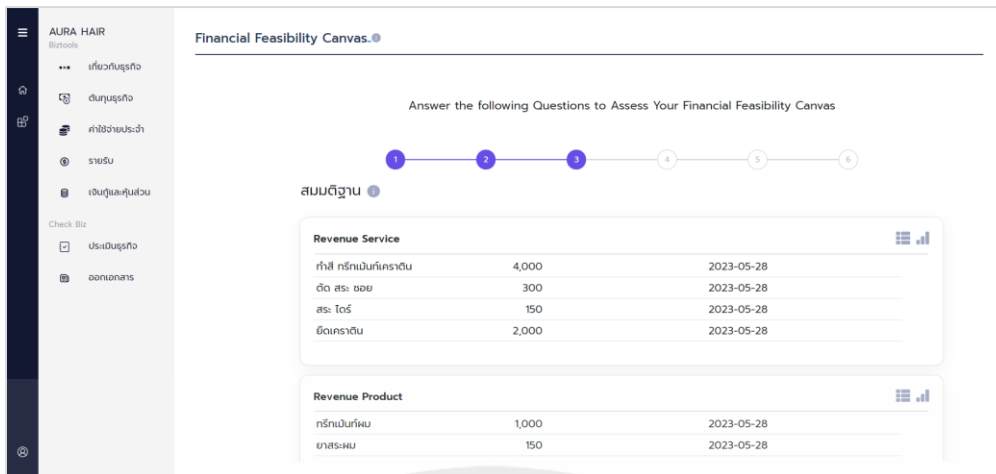 AURA HAIR
Biztools
เกี่ยวกับธุรกิจ
ต้นทุนธุรกิจ
ค่าใช้จ่ายประจำ
รายรับ
เงินกู้และหุ้นส่วน
Check Biz
ประเมินธุรกิจ
ออกเอกสาร
Financial Feasibility Canvas.
Answer the following Questions to Assess Your Financial Feasibility Canvas
1 2 3 4 5 6
สมมติฐาน
Revenue Service
ทำสี ทรีทเม้นท์เคราติน 4,000 2023-05-28
ตัด สระ ซอย 300 2023-05-28
สระ ไดร์ 150 2023-05-28
ยืดเคราติน 2,000 2023-05-28
Revenue Product
ทรีทเม้นท์ผม 1,000 2023-05-28
ยาสระผม 150 2023-05-28